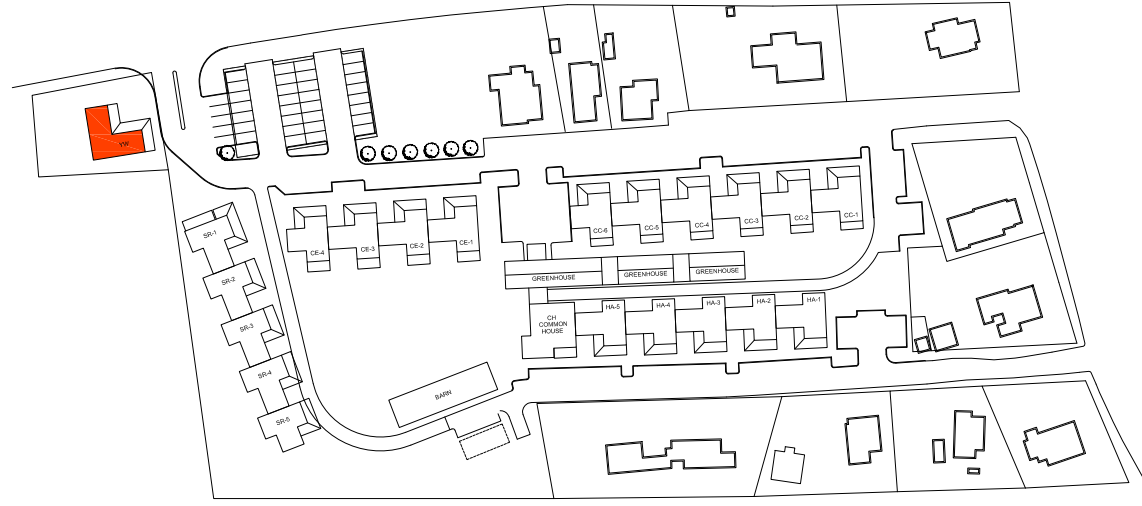 YW
SR-1
SR-2
SR-3
SR-4
SR-5
CE-4
CE-3
CE-2
CE-1
CC-6
CC-5
CC-4
CC-3
CC-2
CC-1
GREENHOUSE
GREENHOUSE
GREENHOUSE
CH
COMMON
HOUSE
HA-5
HA-4
HA-3
HA-2
HA-1
BARN